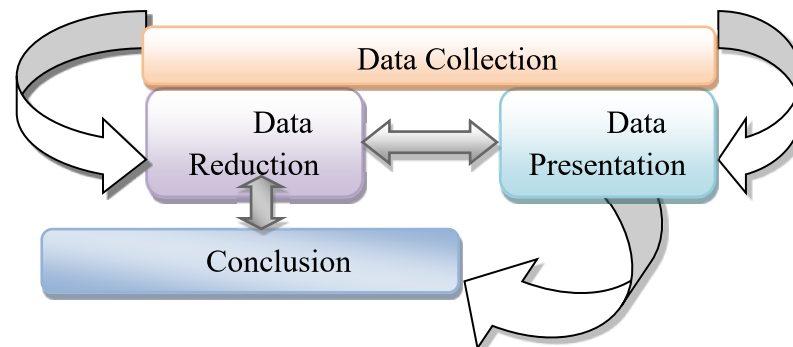 Data Collection
Data
Reduction
Data
Presentation
Conclusion